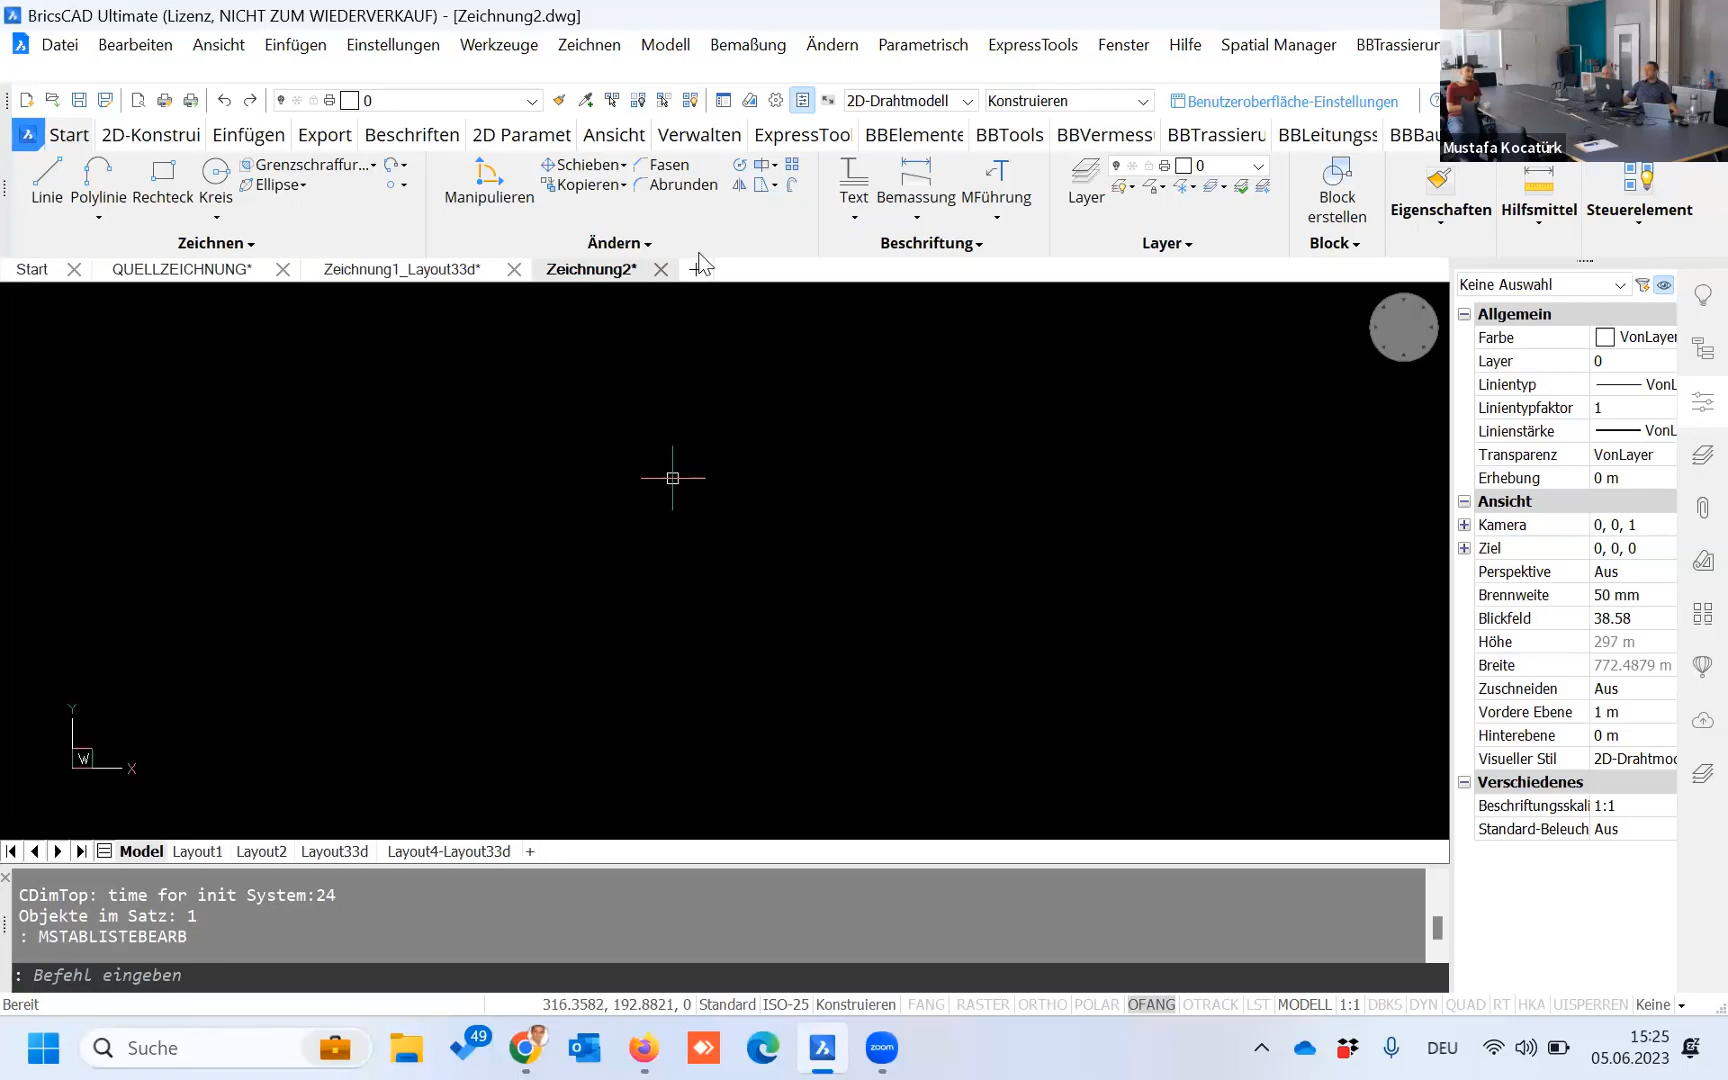 BricsCAD Ultimate (Lizenz, NICHT ZUM WIEDERVERKAUF) - [Zeichnung2.dwg]
Datei Bearbeiten Ansicht Einfügen Einstellungen Werkzeuge Zeichnen Modell Bemaßung Ändern Parametrisch ExpressTools Fenster Hilfe Spatial Manager BBTrassierun
0 2D-Drahtmodell Konstruieren Benutzeroberfläche-Einstellungen
Start 2D-Konstrui Einfügen Export Beschriften 2D Paramet Ansicht Verwalten ExpressToo BBElemente BBTools BBVermess BBTrassieru BBLeitungss BBBau
Mustafa Kocatürk
Grenzschraffur... Schieben Fasen 0
Ellipse Kopieren Abrunden
Linie Polylinie Rechteck Kreis Manipulieren Text Bemassung MFührung Layer Block erstellen Eigenschaften Hilfsmittel Steuerelement
Zeichnen Ändern Beschriftung Layer Block
Start QUELLZEICHNUNG* Zeichnung1_Layout33d* Zeichnung2*
Keine Auswahl
Allgemein
Farbe VonLayer
Layer 0
Linientyp VonL
Linientypfaktor 1
Linienstärke VonL
Transparenz VonLayer
Erhebung 0 m
Ansicht
Kamera 0, 0, 1
Ziel 0, 0, 0
Perspektive Aus
Brennweite 50 mm
Blickfeld 38.58
Höhe 297 m
Breite 772.4879 m
Zuschneiden Aus
Vordere Ebene 1 m
Hinterebene 0 m
Visueller Stil 2D-Drahtmod
Verschiedenes
Beschriftungsskali 1:1
Standard-Beleuch Aus
Y
W
X
Model Layout1 Layout2 Layout33d Layout4-Layout33d +
CDimTop: time for init System:24
Objekte im Satz: 1
: MSTABLISTEBEARB
: Befehl eingeben
Bereit 316.3582, 192.8821, 0 Standard ISO-25 Konstruieren FANG RASTER ORTHO POLAR OFANG OTRACK LST MODELL 1:1 DBKS DYN QUAD RT HKA UISPERREN Keine
Suche 49 zoom DEU 15:25
05.06.2023